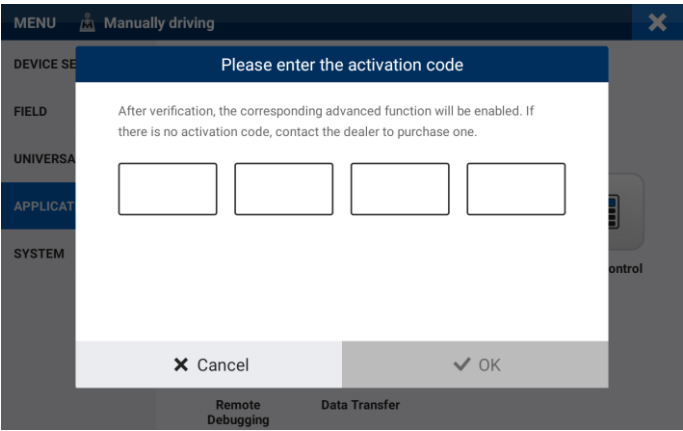 MENU Manually driving
Please enter the activation code
DEVICE SE
After verification, the corresponding advanced function will be enabled. If
there is no activation code, contact the dealer to purchase one.
FIELD
UNIVERSA
APPLICAT
SYSTEM
ontrol
Cancel
OK
Remote
Debugging
Data Transfer